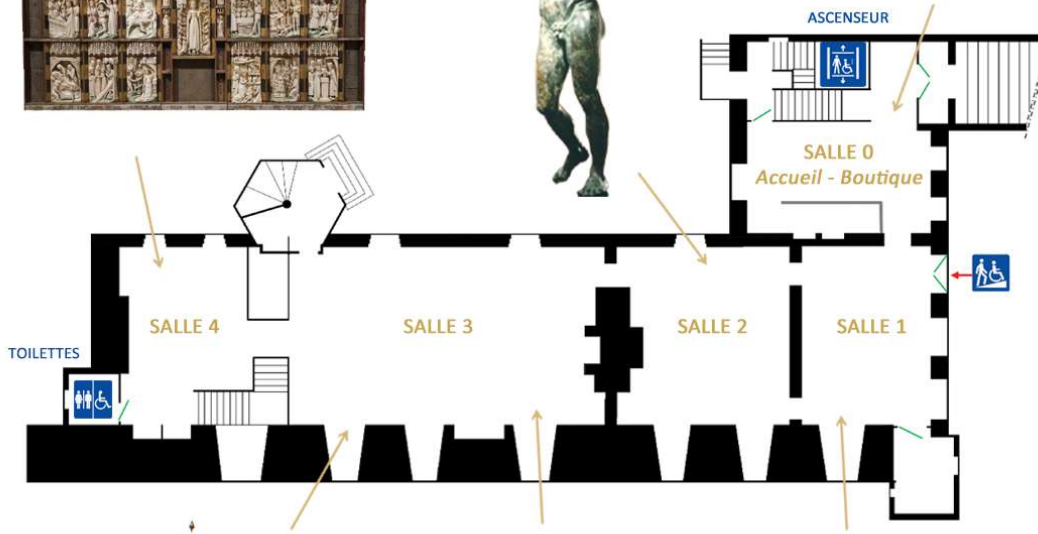 ASCENSEUR
SALLE 0
Accueil - Boutique
SALLE 4
SALLE 3
SALLE 2
SALLE 1
TOILETTES